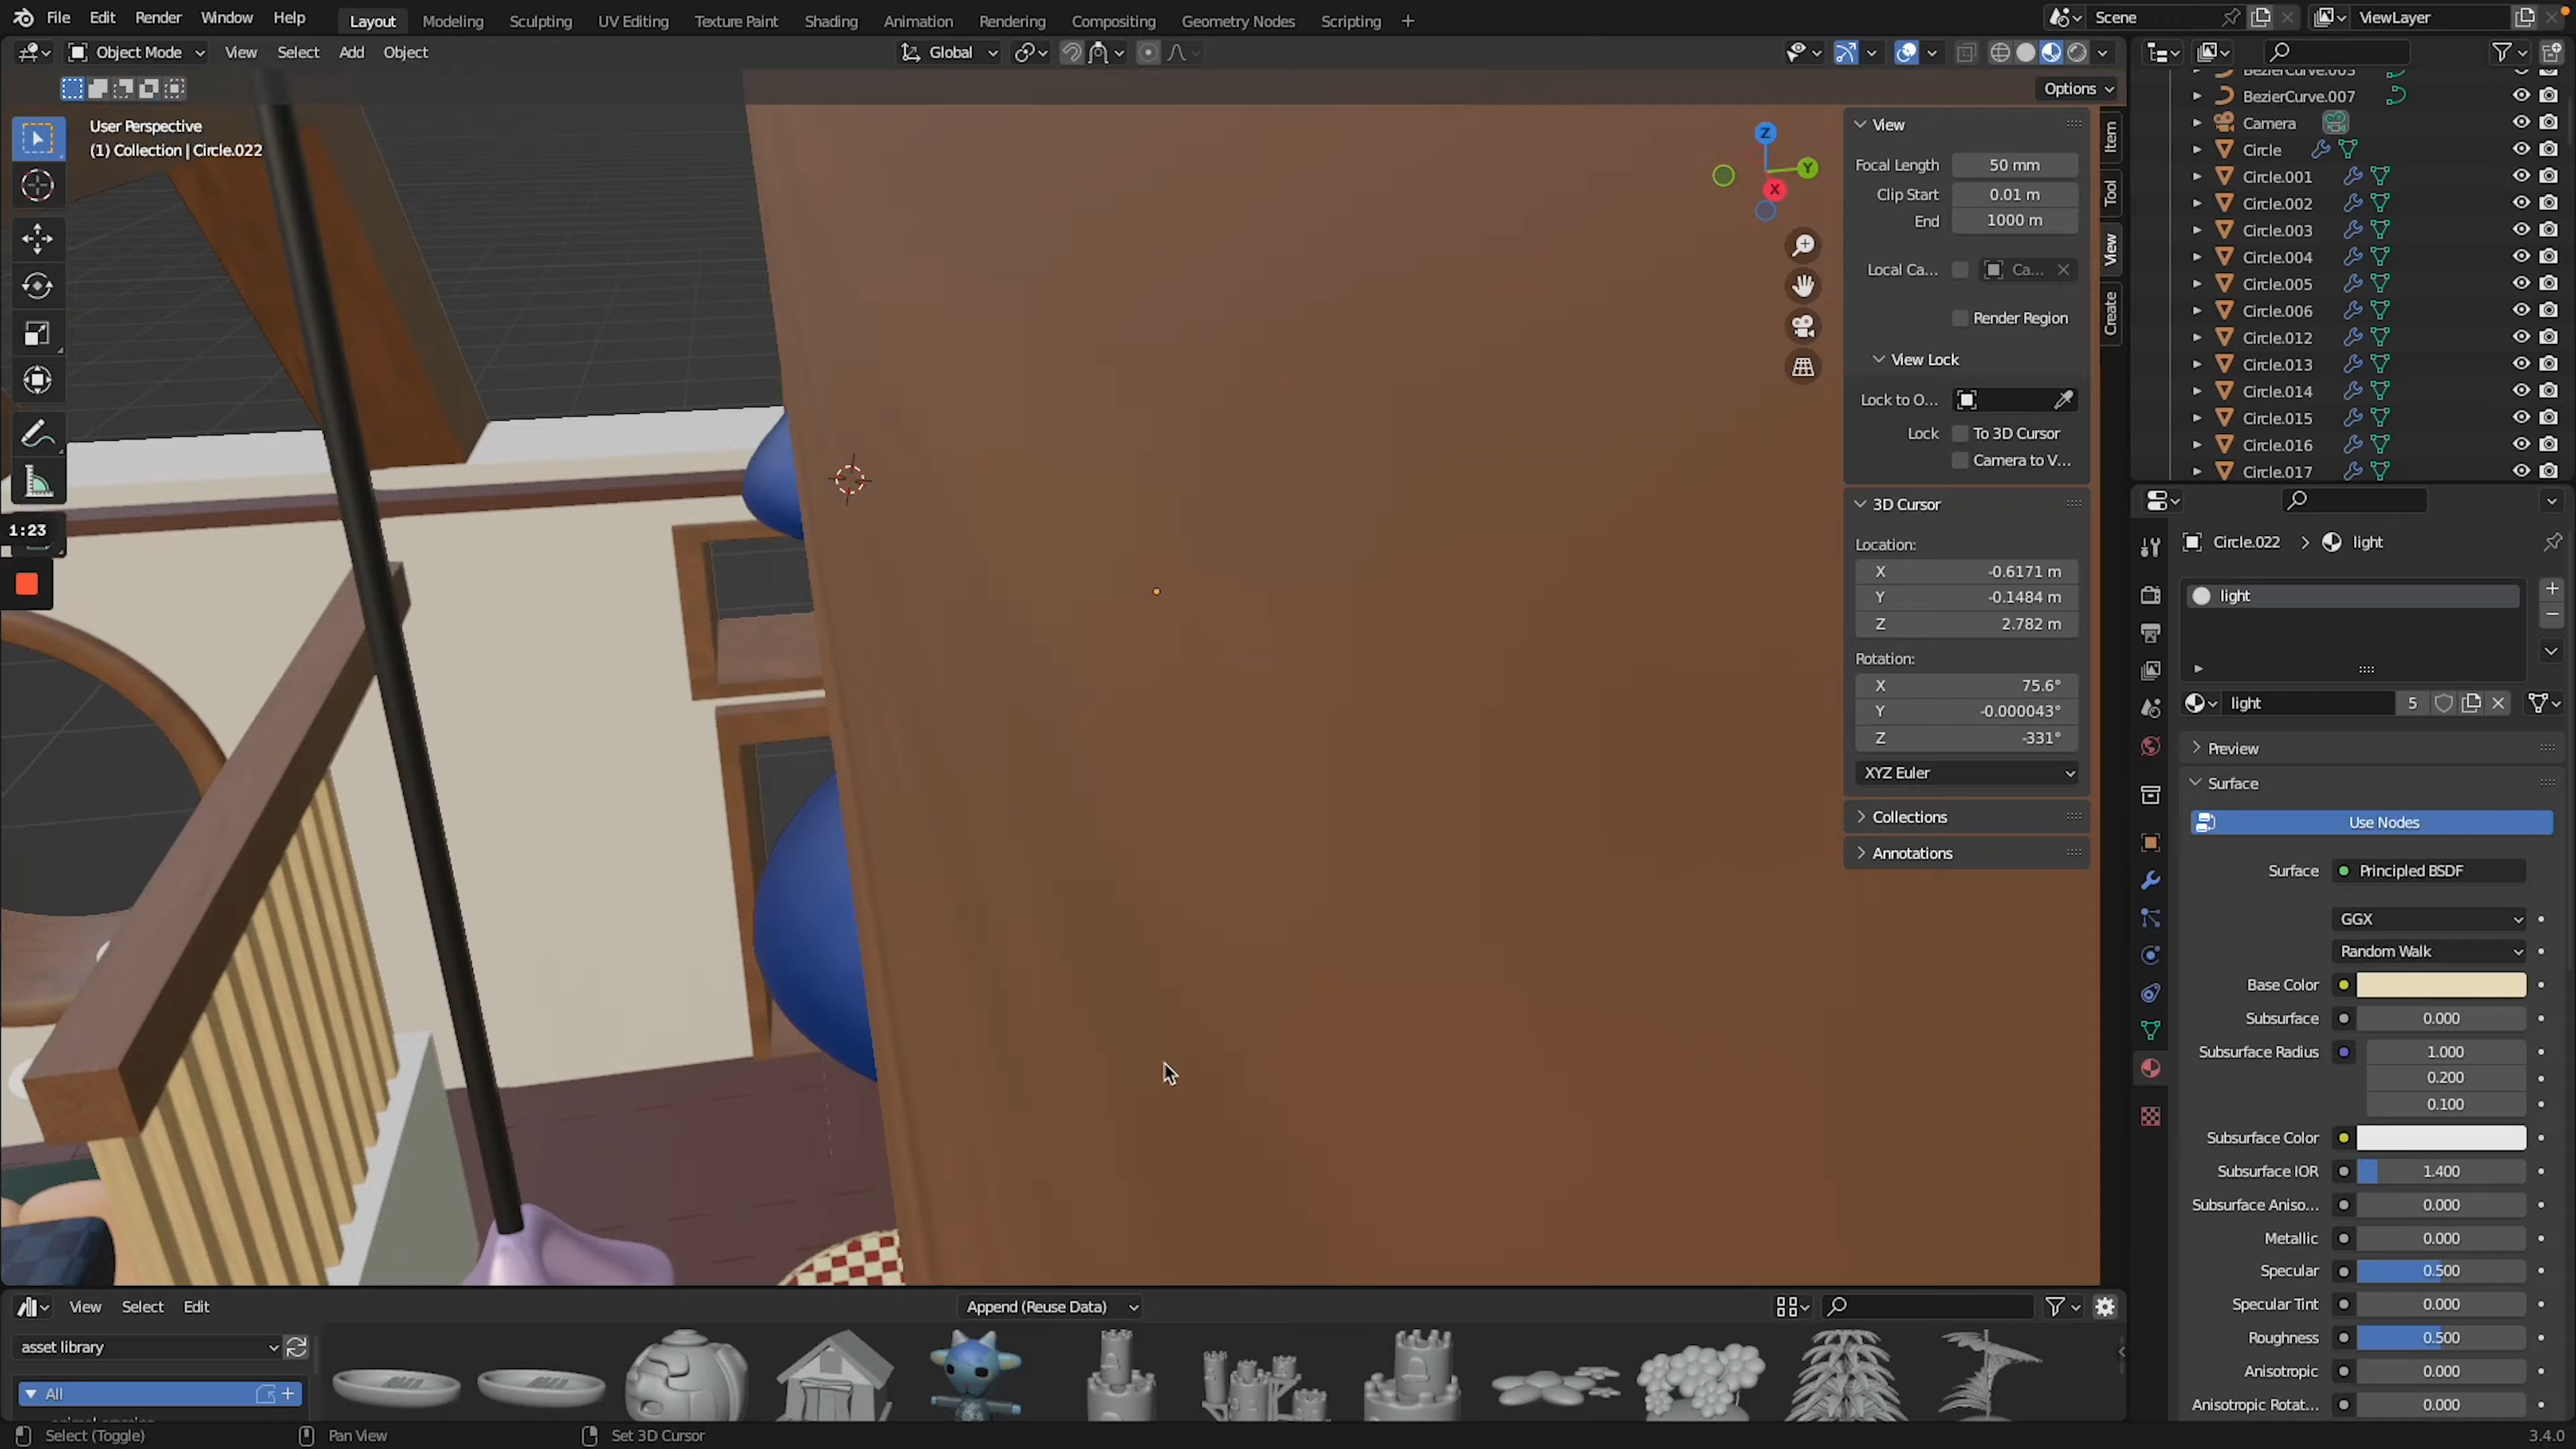 File Edit Render Window Help
Layout Modeling Sculpting UV Editing Texture Paint Shading Animation Rendering Compositing Geometry Nodes Scripting +
Scene
ViewLayer
Object Mode View Select Add Object
Global
Options
User Perspective
(1) Collection | Circle.022
1:23
Z
Y
X
View
Focal Length 50 mm
Clip Start 0.01 m
End 1000 m
Local Ca... Ca...
Render Region
View Lock
Lock to O...
Lock To 3D Cursor
Camera to V...
3D Cursor
Location:
X -0.6171 m
Y -0.1484 m
Z 2.782 m
Rotation:
X 75.6°
Y -0.000043°
Z -331°
XYZ Euler
Collections
Annotations
Item
Tool
View
Create
BezierCurve.003
BezierCurve.007
Camera
Circle
Circle.001
Circle.002
Circle.003
Circle.004
Circle.005
Circle.006
Circle.012
Circle.013
Circle.014
Circle.015
Circle.016
Circle.017
Circle.022 > light
light
light 5
Preview
Surface
Use Nodes
Surface Principled BSDF
GGX
Random Walk
Base Color
Subsurface 0.000
Subsurface Radius 1.000
0.200
0.100
Subsurface Color
Subsurface IOR 1.400
Subsurface Aniso... 0.000
Metallic 0.000
Specular 0.500
Specular Tint 0.000
Roughness 0.500
Anisotropic 0.000
Anisotropic Rotat... 0.000
View Select Edit
Append (Reuse Data)
asset library
All
Select (Toggle)
Pan View
Set 3D Cursor
3.4.0